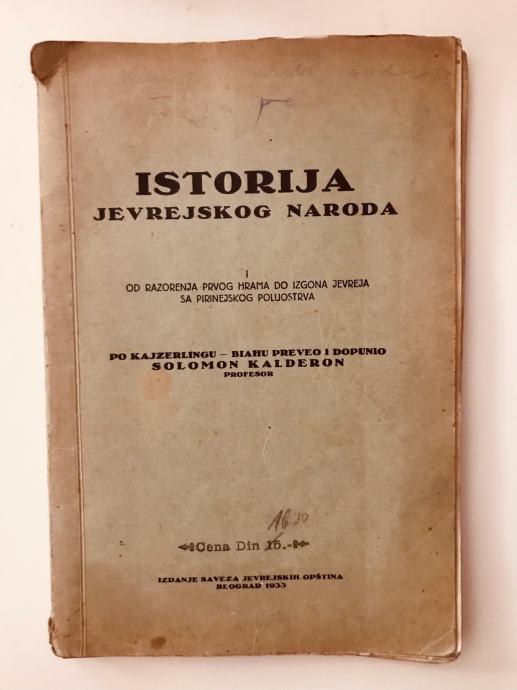 ISTORIJA
JEVREJSKOG NARODA
I
OD RAZORENJA PRVOG HRAMA DO IZGONA JEVREJA
SA PIRINEJSKOG POLUOSTRVA
PO KAJZERLINGU – BIAHU PREVEO I DOPUNIO
SOLOMON KALDERON
PROFESOR
Cena Din 15.-
IZDANJE SAVEZA JEVREJSKIH OPŠTINA
BEOGRAD 1933